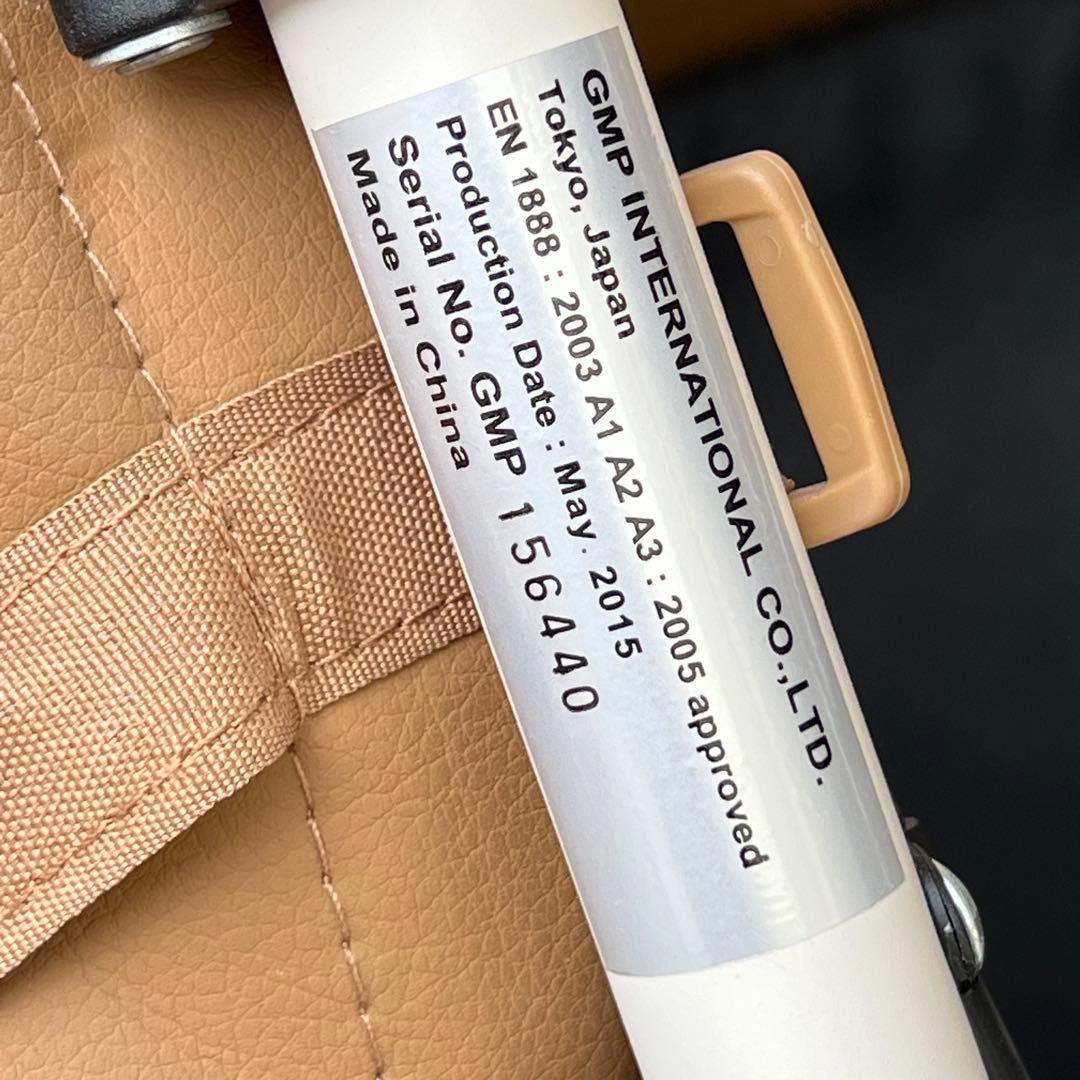 GMP INTERNATIONAL CO.,LTD.
Tokyo, Japan
EN 1888 : 2003 A1 A2 A3 : 2005 approved
Production Date : May. 2015
Serial No. GMP 156440
Made in China